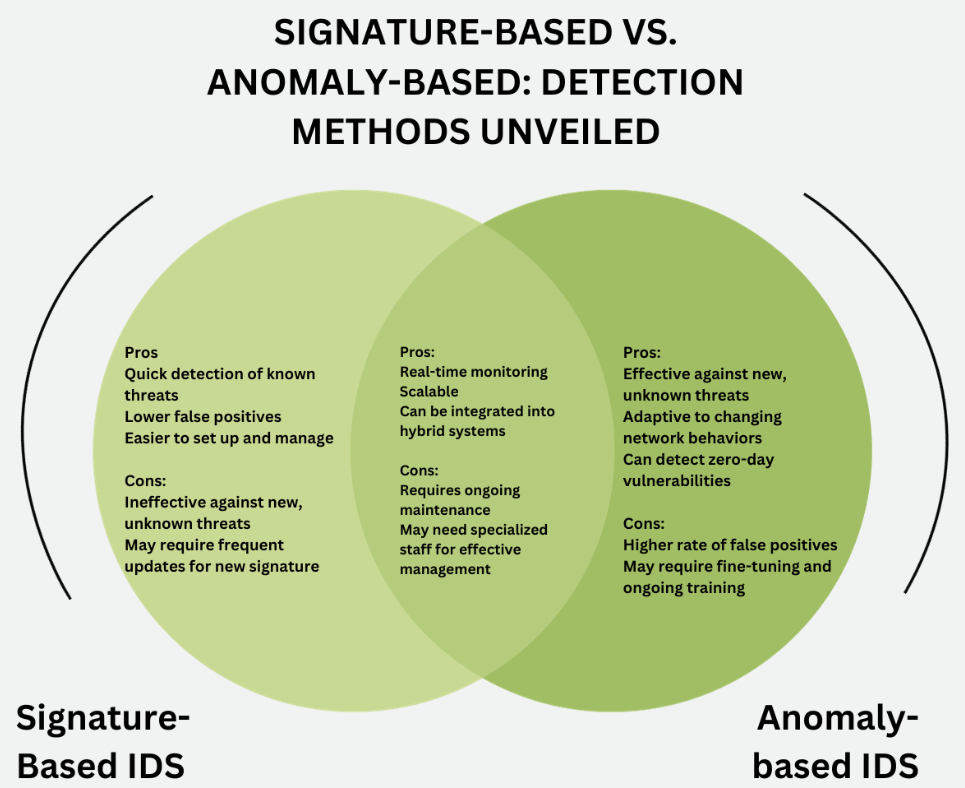 SIGNATURE-BASED VS.
ANOMALY-BASED: DETECTION
METHODS UNVEILED
Pros
Quick detection of known
threats
Lower false positives
Easier to set up and manage
Cons:
Ineffective against new,
unknown threats
May require frequent
updates for new signature
Pros:
Real-time monitoring
Scalable
Can be integrated into
hybrid systems
Cons:
Requires ongoing
maintenance
May need specialized
staff for effective
management
Pros:
Effective against new,
unknown threats
Adaptive to changing
network behaviors
Can detect zero-day
vulnerabilities
Cons:
Higher rate of false positives
May require fine-tuning and
ongoing training
Signature-
Based IDS
Anomaly-
based IDS